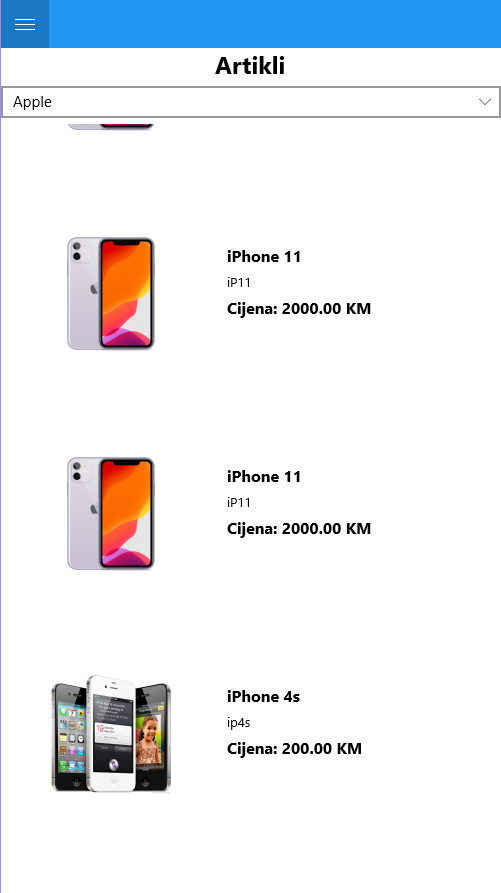 Artikli
Apple
iPhone 11
iP11
Cijena: 2000.00 KM
iPhone 11
iP11
Cijena: 2000.00 KM
iPhone 4s
ip4s
Cijena: 200.00 KM